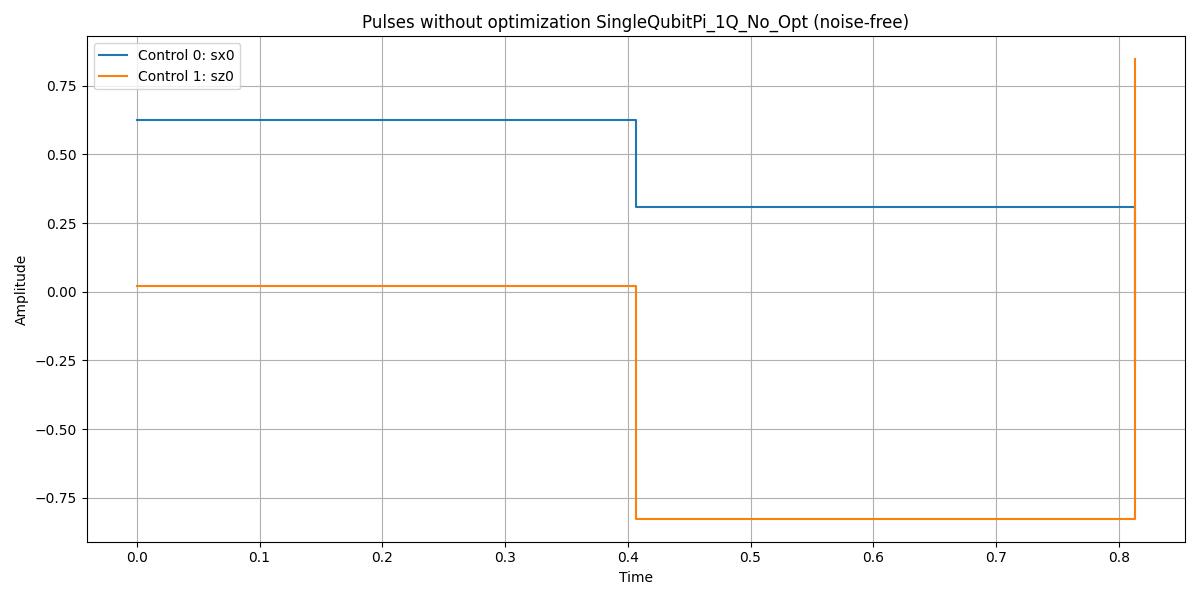 Pulses without optimization SingleQubitPi_1Q_No_Opt (noise-free)
Control 0: sx0
Control 1: sz0
Amplitude
0.75
0.50
0.25
0.00
−0.25
−0.50
−0.75
0.0 0.1 0.2 0.3 0.4 0.5 0.6 0.7 0.8
Time